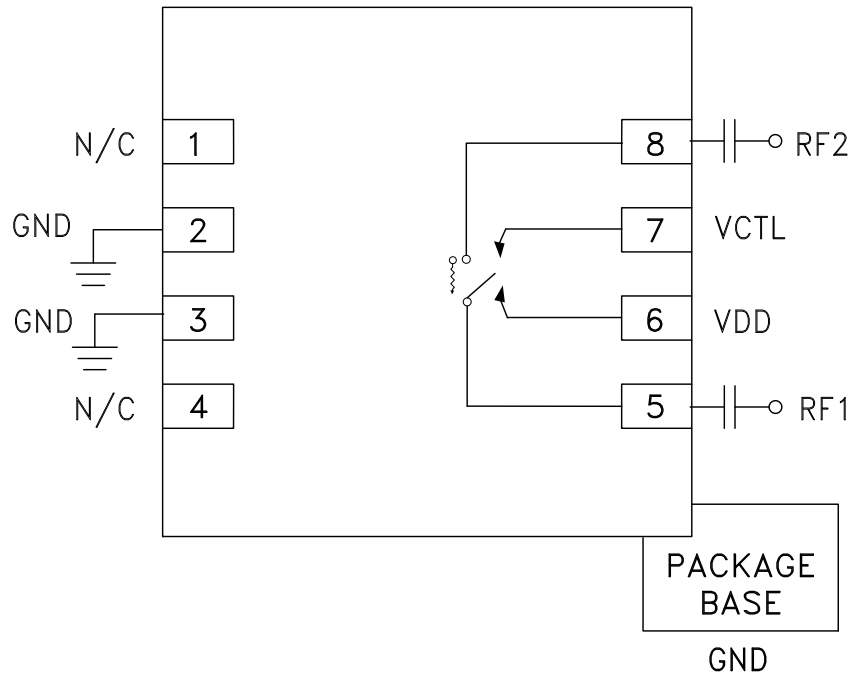 N/C 1
8 RF2
GND 2
7 VCTL
GND 3
6 VDD
N/C 4
5 RF1
PACKAGE
BASE
GND